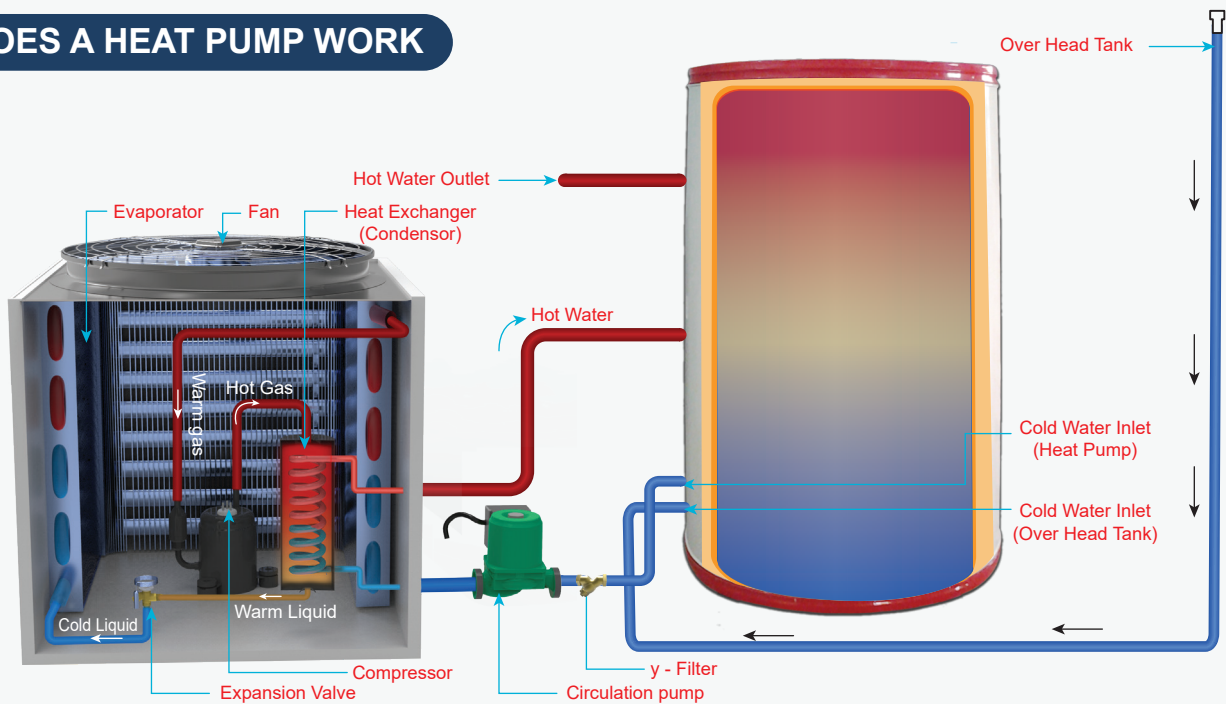 OES A HEAT PUMP WORK
Over Head Tank
Hot Water Outlet
Evaporator
Fan
Heat Exchanger
(Condensor)
Hot Water
Warm gas
Hot Gas
Cold Water Inlet
(Heat Pump)
Cold Water Inlet
(Over Head Tank)
Warm Liquid
Cold Liquid
Compressor
y - Filter
Expansion Valve
Circulation pump